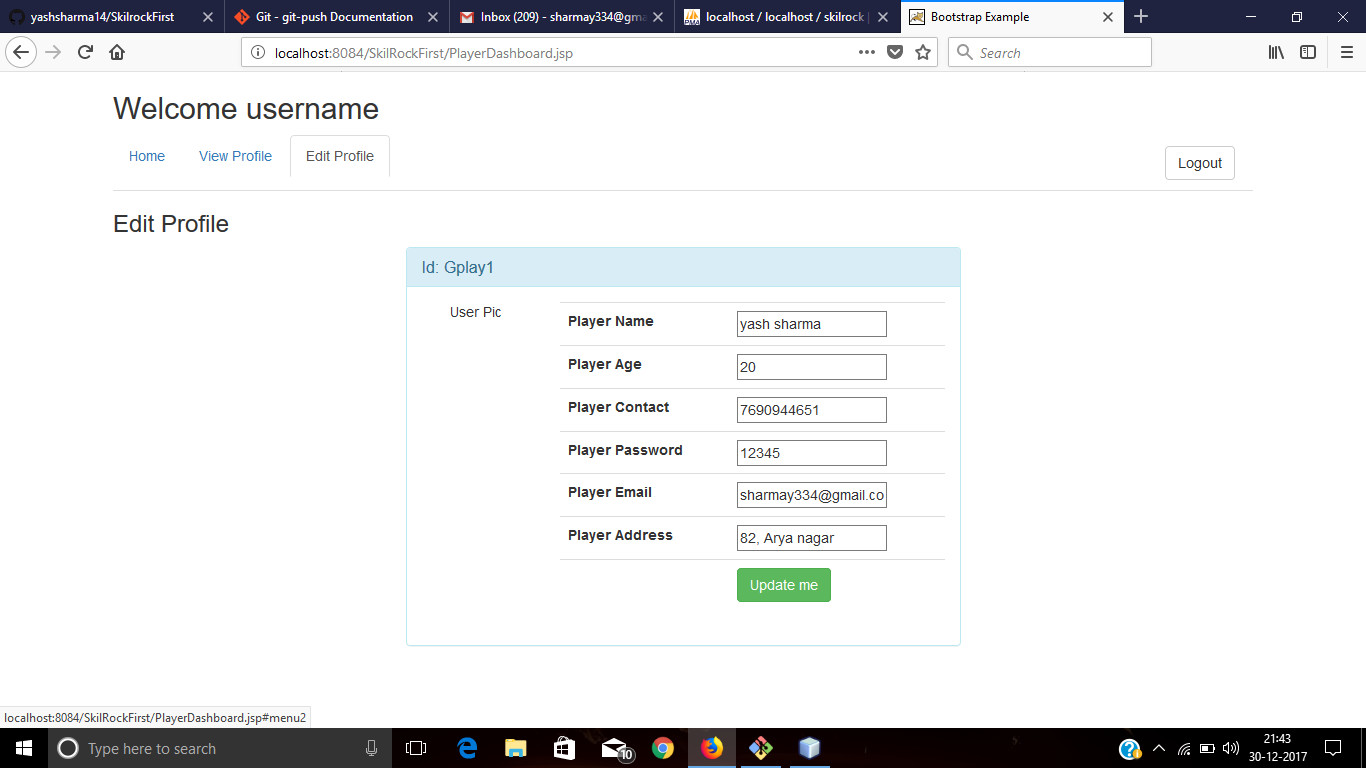 yashsharma14/SkilrockFirst
Git - git-push Documentation
Inbox (209) - sharmay334@gma
localhost / localhost / skilrock
Bootstrap Example
localhost:8084/SkilRockFirst/PlayerDashboard.jsp
Search
Welcome username
Home
View Profile
Edit Profile
Logout
Edit Profile
Id: Gplay1
User Pic
Player Name
yash sharma
Player Age
20
Player Contact
7690944651
Player Password
12345
Player Email
sharmay334@gmail.co
Player Address
82, Arya nagar
Update me
localhost:8084/SkilRockFirst/PlayerDashboard.jsp#menu2
Type here to search
10
21:43
30-12-2017